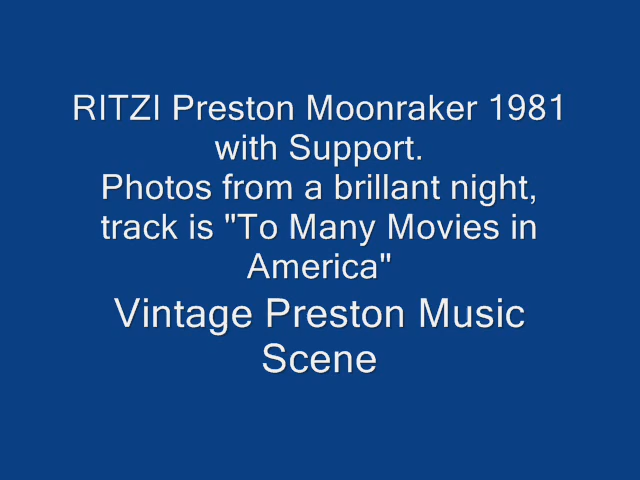 RITZI Preston Moonraker 1981
with Support.
Photos from a brillant night,
track is "To Many Movies in
America"
Vintage Preston Music
Scene